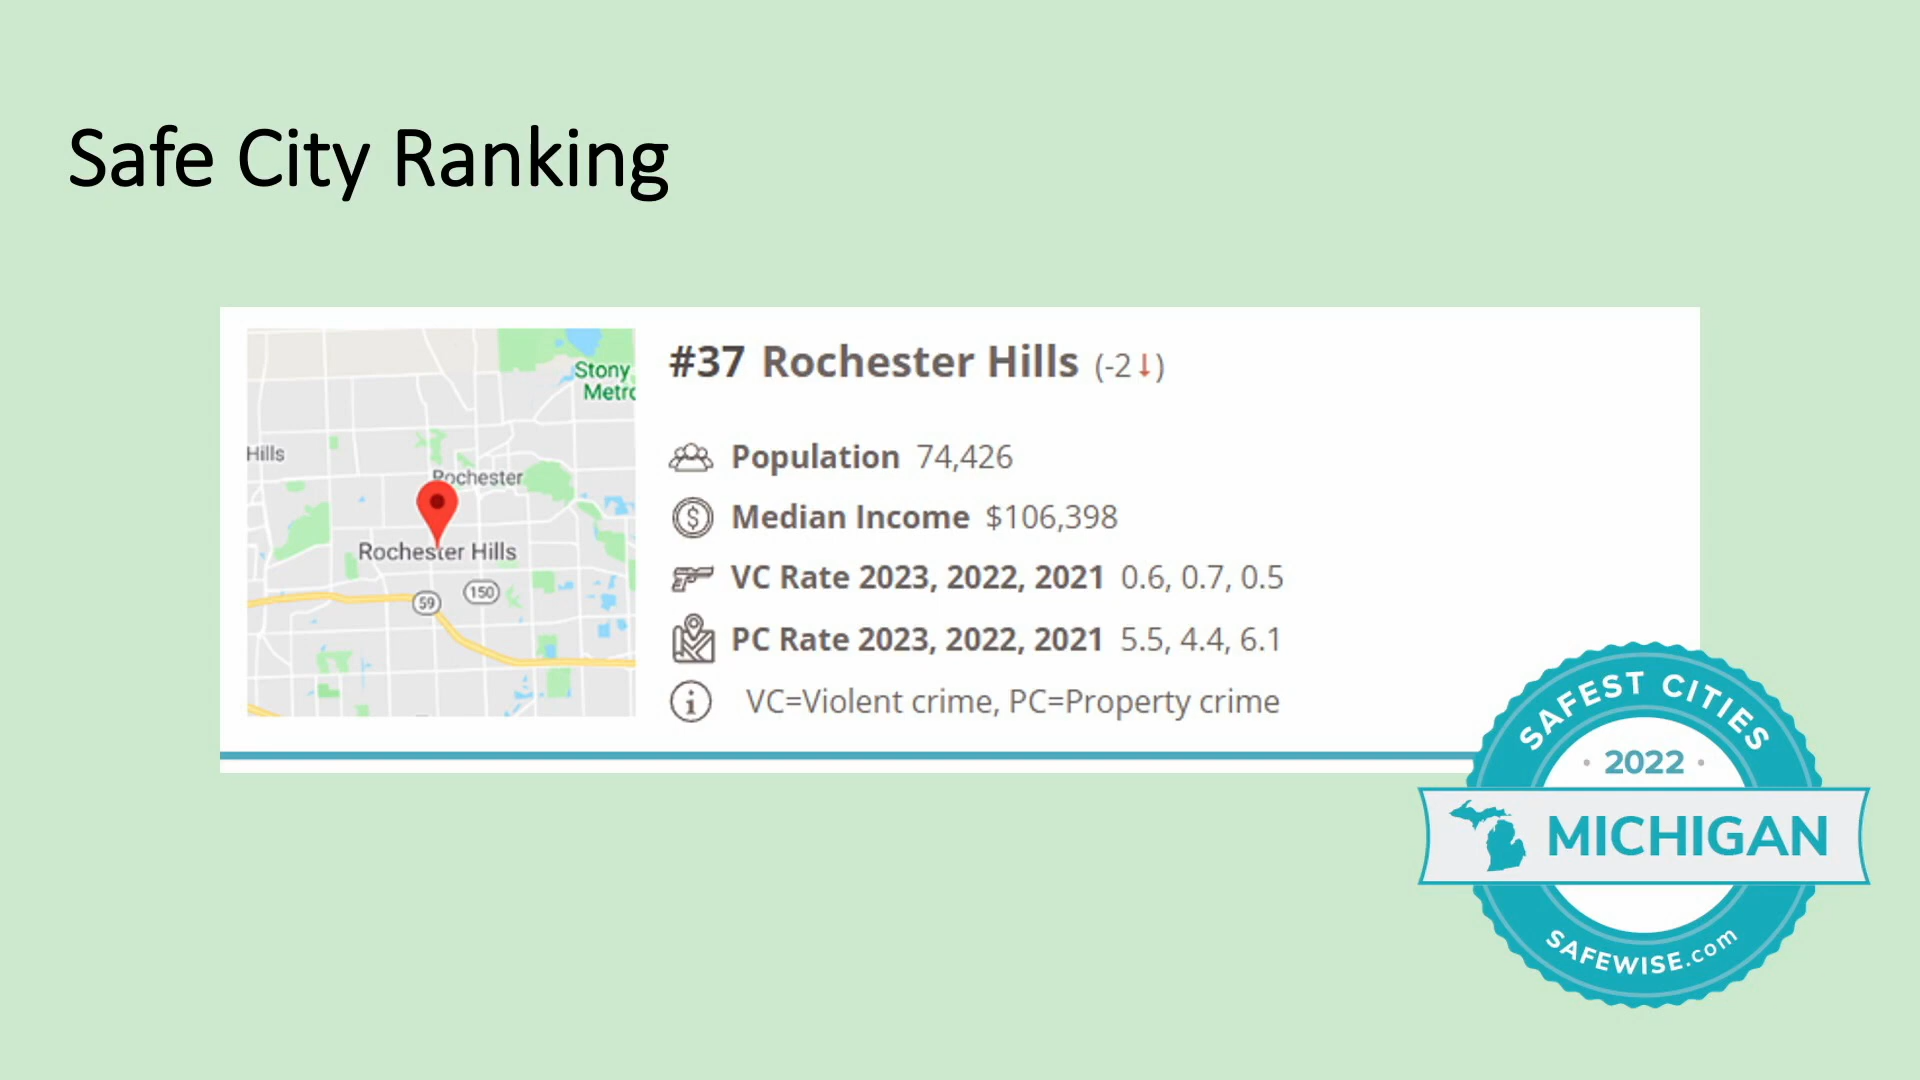 Safe City Ranking
Stony
Metro
Hills
Rochester
Rochester Hills
150
59
#37 Rochester Hills (-2↓)
Population 74,426
Median Income $106,398
VC Rate 2023, 2022, 2021 0.6, 0.7, 0.5
PC Rate 2023, 2022, 2021 5.5, 4.4, 6.1
VC=Violent crime, PC=Property crime
SAFEST CITIES
· 2022 ·
MICHIGAN
SAFEWISE.com